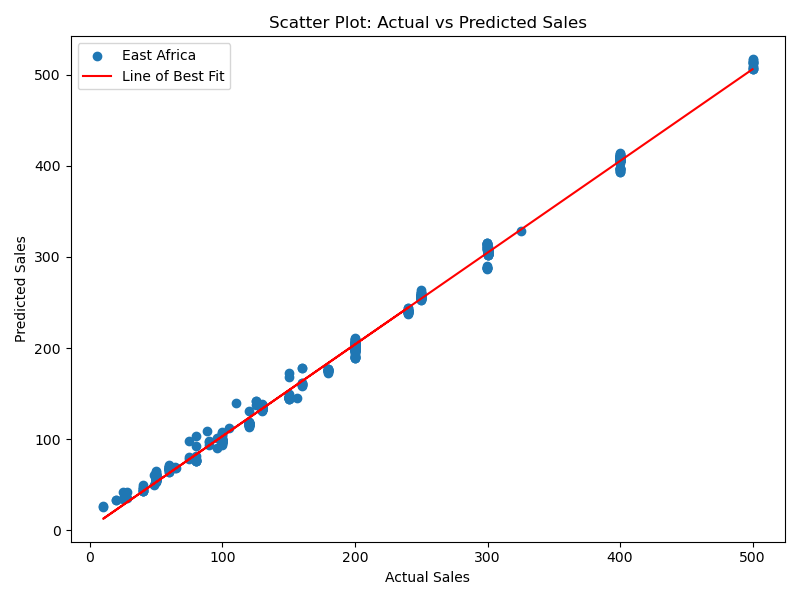 Scatter Plot: Actual vs Predicted Sales
East Africa
Line of Best Fit
500
400
300
200
100
0
Predicted Sales
0 100 200 300 400 500
Actual Sales